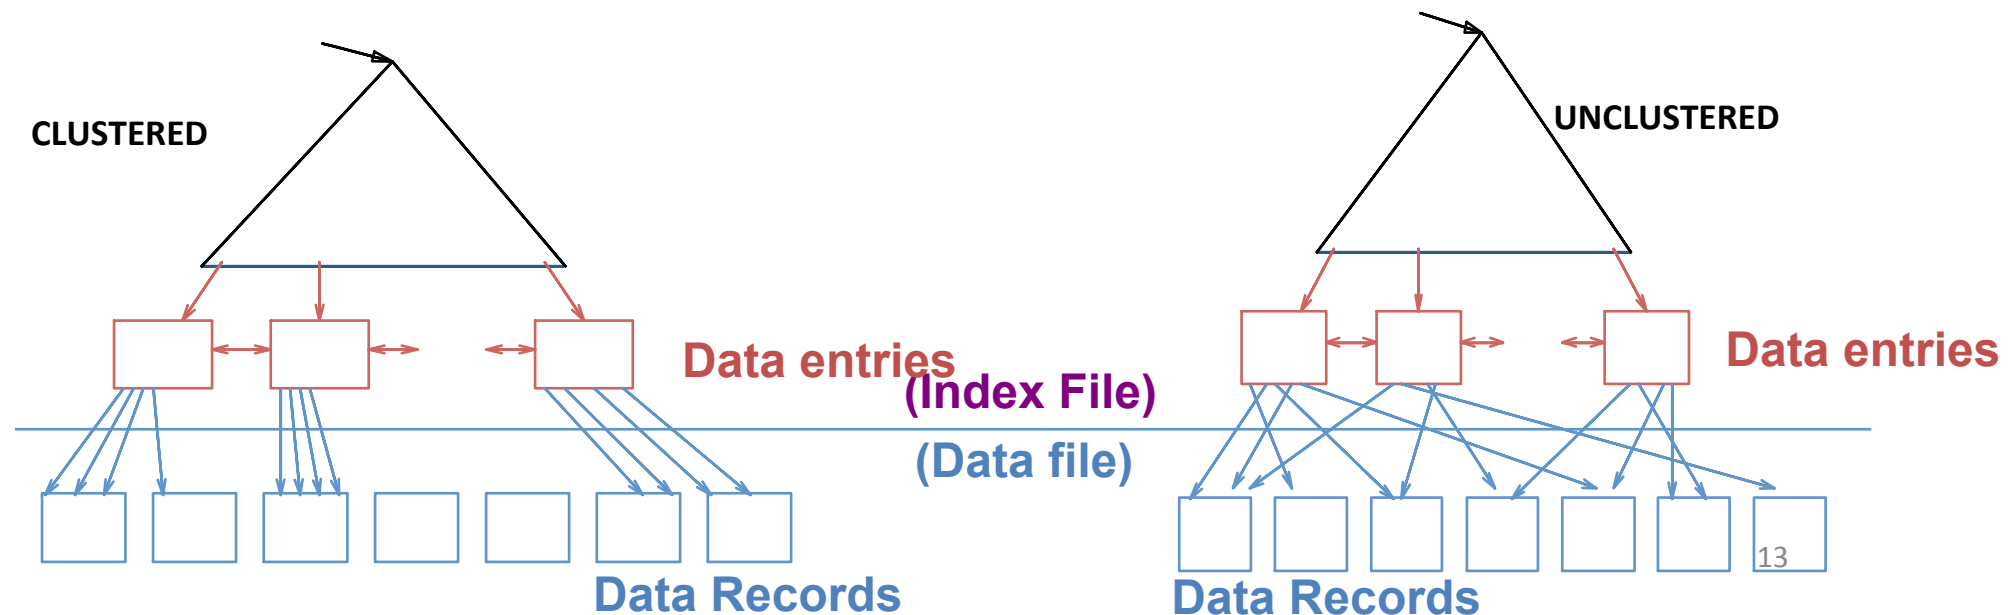 CLUSTERED
UNCLUSTERED
Data entries
Data entries
(Index File)
(Data file)
13
Data Records
Data Records